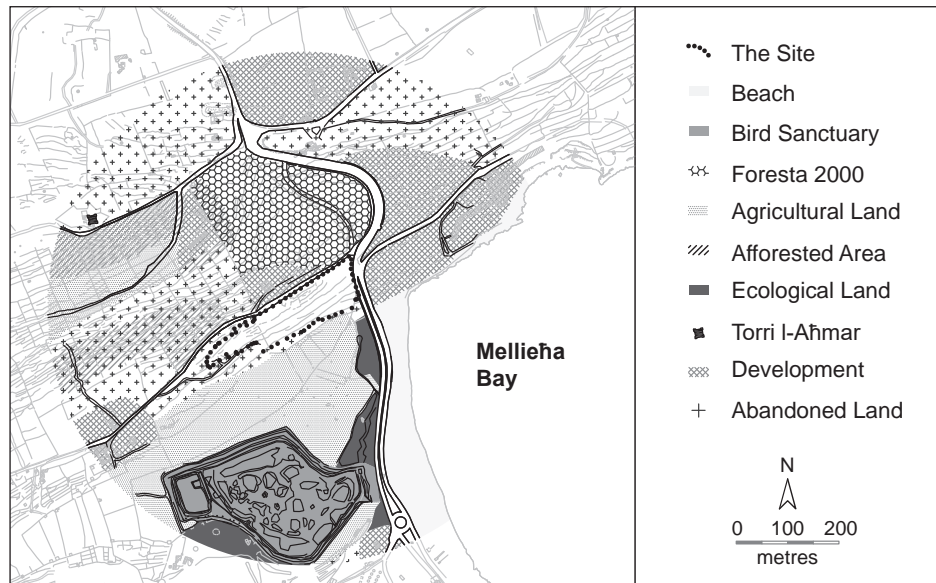 Mellieħa
Bay
The Site
Beach
Bird Sanctuary
Foresta 2000
Agricultural Land
Afforested Area
Ecological Land
Torri l-Aħmar
Development
Abandoned Land
N
0 100 200
metres